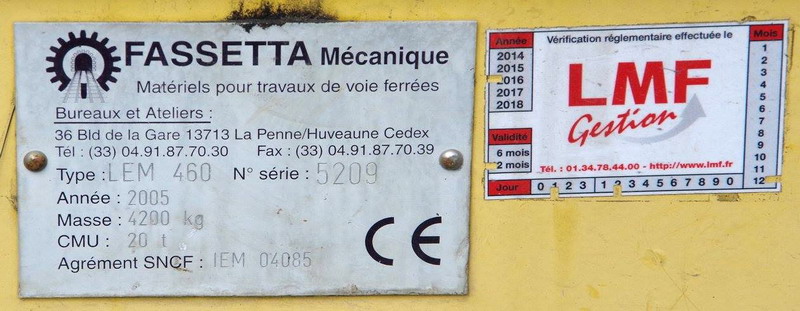 FASSETTA Mécanique
Matériels pour travaux de voie ferrées
Bureaux et Ateliers :
36 Bld de la Gare 13713 La Penne/Huveaune Cedex
Tél : (33) 04.91.87.70.30 Fax : (33) 04.91.87.70.39
Type : LEM 460 N° série : 5209
Année : 2005
Masse : 4200 kg
CMU : 20 t
Agrément SNCF : IEM 04085
CE
Année
2014
2015
2016
2017
2018
Validité
6 mois
12 mois
Vérification réglementaire effectuée le
LMF
Gestion
Tél. : 01.34.78.44.00 - http://www.lmf.fr
Mois
1
2
3
4
5
6
7
8
9
10
11
12
Jour 0 1 2 3 1 2 3 4 5 6 7 8 9 0